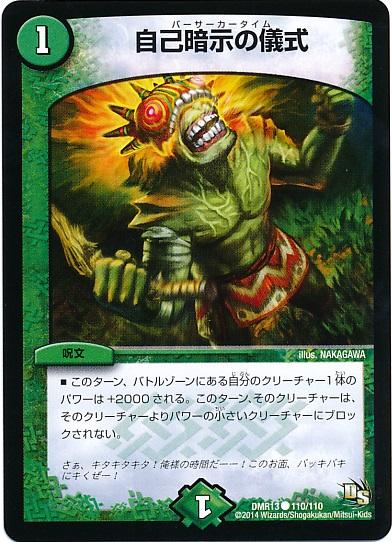 1
バーサーカータイム
自己暗示の儀式
呪文
illus. NAKAGAWA
■ このターン、バトルゾーンにある自分のクリーチャー1体の
パワーは +2000 される。このターン、そのクリーチャーは、
そのクリーチャーよりパワーの小さいクリーチャーにブロック
されない。
さぁ、キタキタキタ！俺様の時間だーー！このお面、バッキバキ
にキくぜー！
1
DMR13 ● 110/110
DS
©2014 Wizards/Shogakukan/Mitsui-Kids